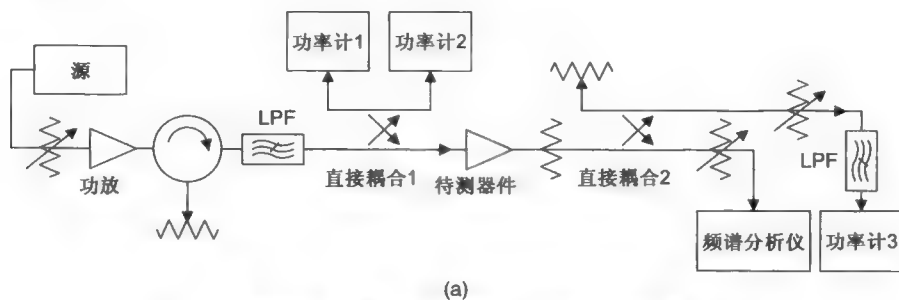 源
功放
LPF
功率计1
功率计2
直接耦合1
待测器件
直接耦合2
LPF
频谱分析仪
功率计3
(a)